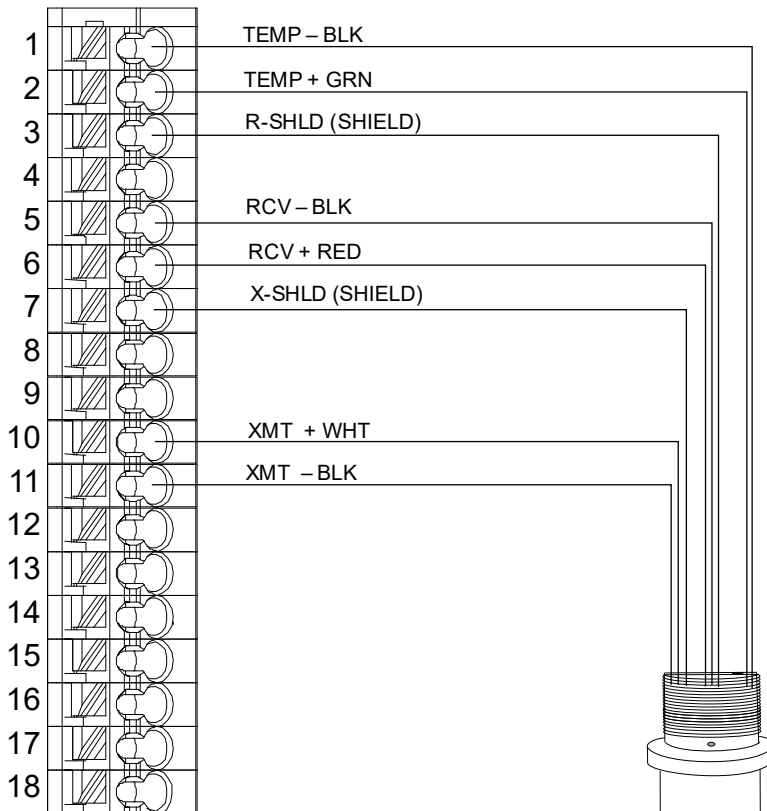 1 TEMP – BLK
2 TEMP + GRN
3 R-SHLD (SHIELD)
4
5 RCV – BLK
6 RCV + RED
7 X-SHLD (SHIELD)
8
9
10 XMT + WHT
11 XMT – BLK
12
13
14
15
16
17
18